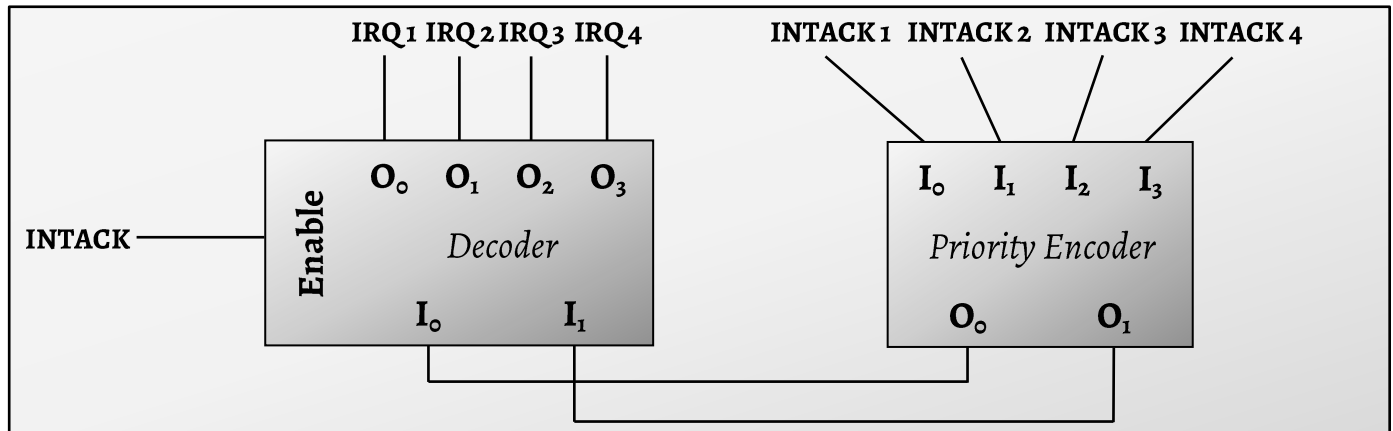 IRQ 1 IRQ 2 IRQ 3 IRQ 4
INTACK 1 INTACK 2 INTACK 3 INTACK 4
O₀ O₁ O₂ O₃
Enable
INTACK
Decoder
I₀ I₁
I₀ I₁ I₂ I₃
Priority Encoder
O₀ O₁